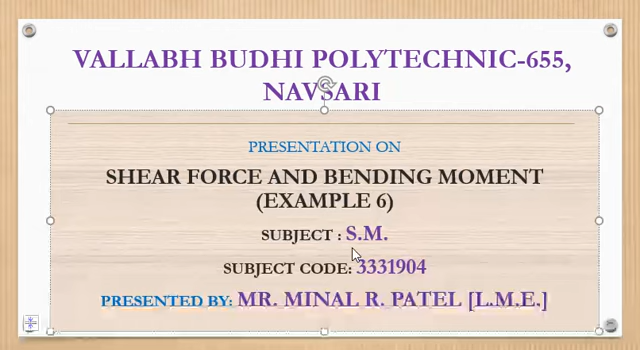 VALLABH BUDHI POLYTECHNIC-655,
NAVSARI
PRESENTATION ON
SHEAR FORCE AND BENDING MOMENT
(EXAMPLE 6)
SUBJECT : S.M.
SUBJECT CODE: 3331904
PRESENTED BY: MR. MINAL R. PATEL [L.M.E.]